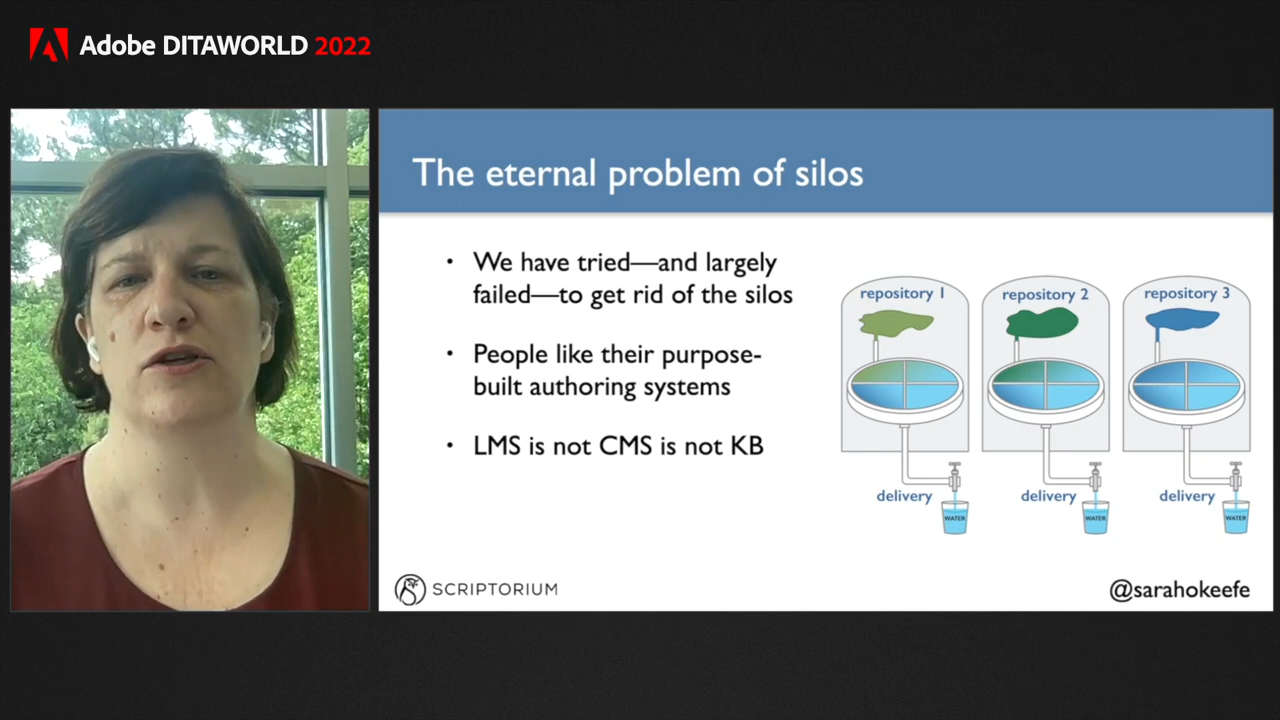 Adobe DITAWORLD 2022
The eternal problem of silos
• We have tried—and largely
failed—to get rid of the silos
• People like their purpose-
built authoring systems
• LMS is not CMS is not KB
repository 1
repository 2
repository 3
delivery
delivery
delivery
WATER
WATER
WATER
SCRIPTORIUM
@sarahokeefe